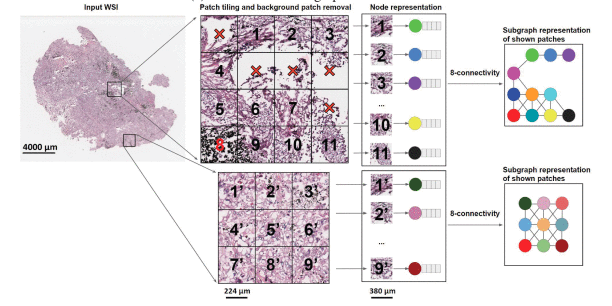 Input WSI
Patch tiling and background patch removal
Node representation
Subgraph representation
of shown patches
1 2 3
4
5 6 7
8 9 10 11
4000 µm
1
2
3
...
10
11
8-connectivity
1' 2' 3'
4' 5' 6'
7' 8' 9'
224 µm
1'
2'
...
9'
380 µm
8-connectivity
Subgraph representation
of shown patches